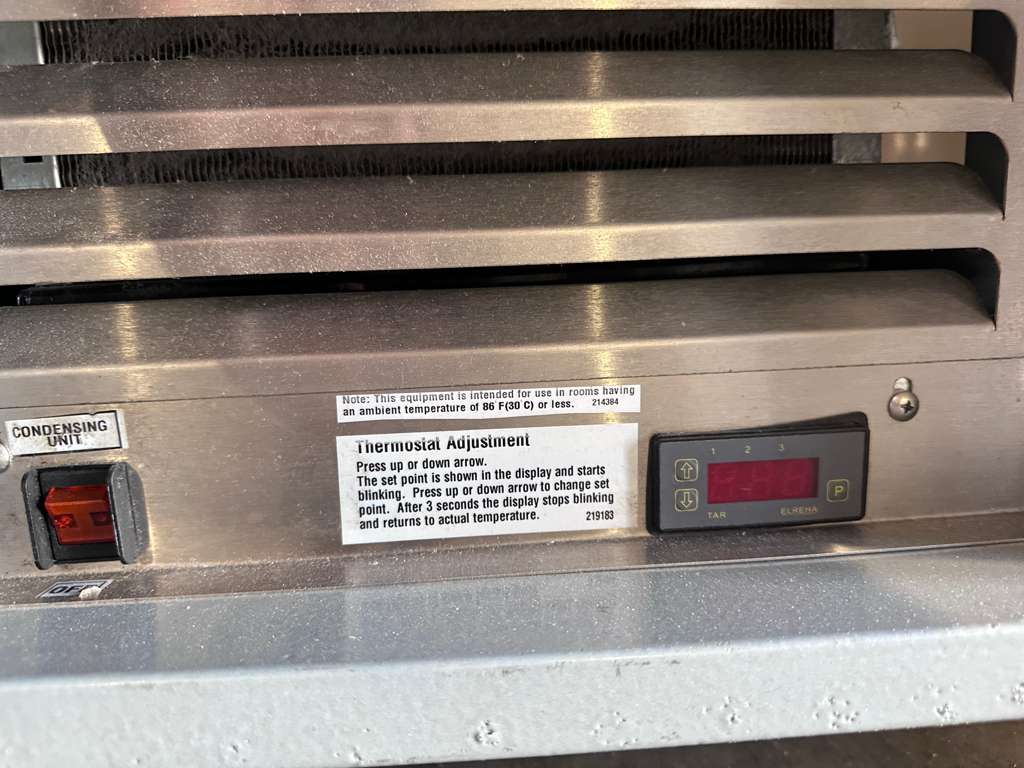 Note: This equipment is intended for use in rooms having
an ambient temperature of 86°F(30°C) or less. 214384
CONDENSING
UNIT
Thermostat Adjustment
Press up or down arrow.
The set point is shown in the display and starts
blinking. Press up or down arrow to change set
point. After 3 seconds the display stops blinking
and returns to actual temperature. 219183
1 2 3
P
TAR ELREHA
OFF